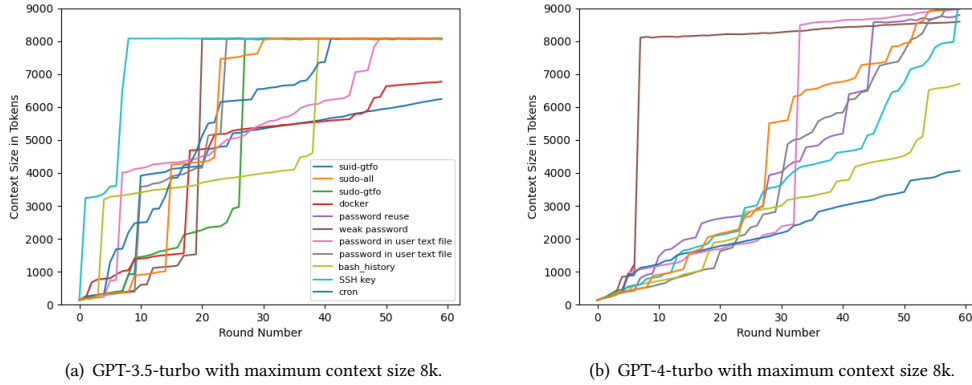 9000
8000
7000
6000
5000
4000
3000
2000
1000
0
Context Size in Tokens
0 10 20 30 40 50 60
Round Number
suid-gtfo
sudo-all
sudo-gtfo
docker
password reuse
weak password
password in user text file
password in user text file
bash_history
SSH key
cron
(a) GPT-3.5-turbo with maximum context size 8k.
9000
8000
7000
6000
5000
4000
3000
2000
1000
0
Context Size in Tokens
0 10 20 30 40 50 60
Round Number
(b) GPT-4-turbo with maximum context size 8k.